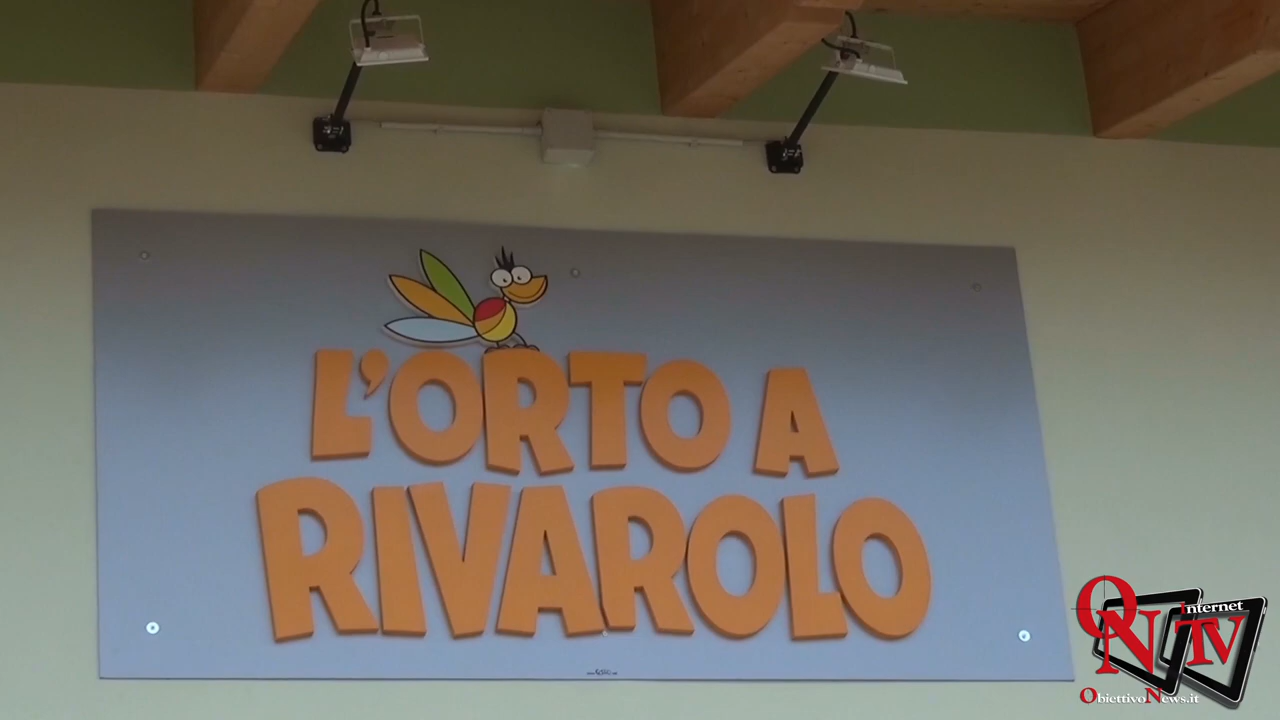 L'ORTO A
RIVAROLO
ON
Internet
TV
ObiettivoNews.it